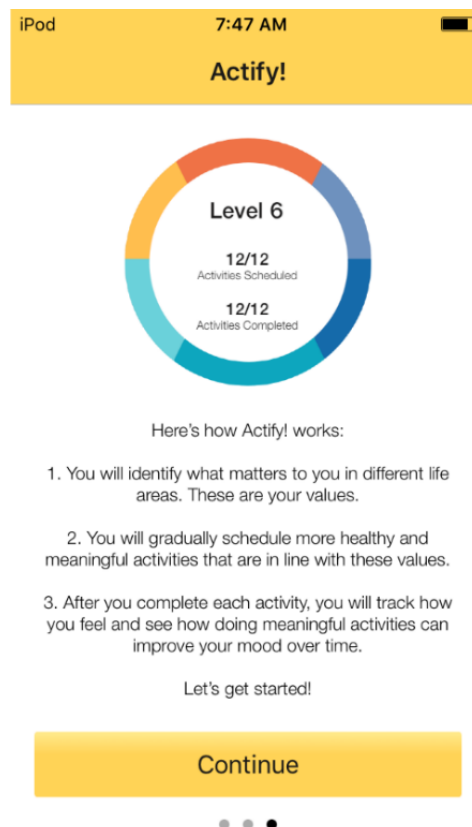 iPod
7:47 AM
Actify!
Level 6
12/12
Activities Scheduled
12/12
Activities Completed
Here's how Actify! works:
1. You will identify what matters to you in different life
areas. These are your values.
2. You will gradually schedule more healthy and
meaningful activities that are in line with these values.
3. After you complete each activity, you will track how
you feel and see how doing meaningful activities can
improve your mood over time.
Let's get started!
Continue